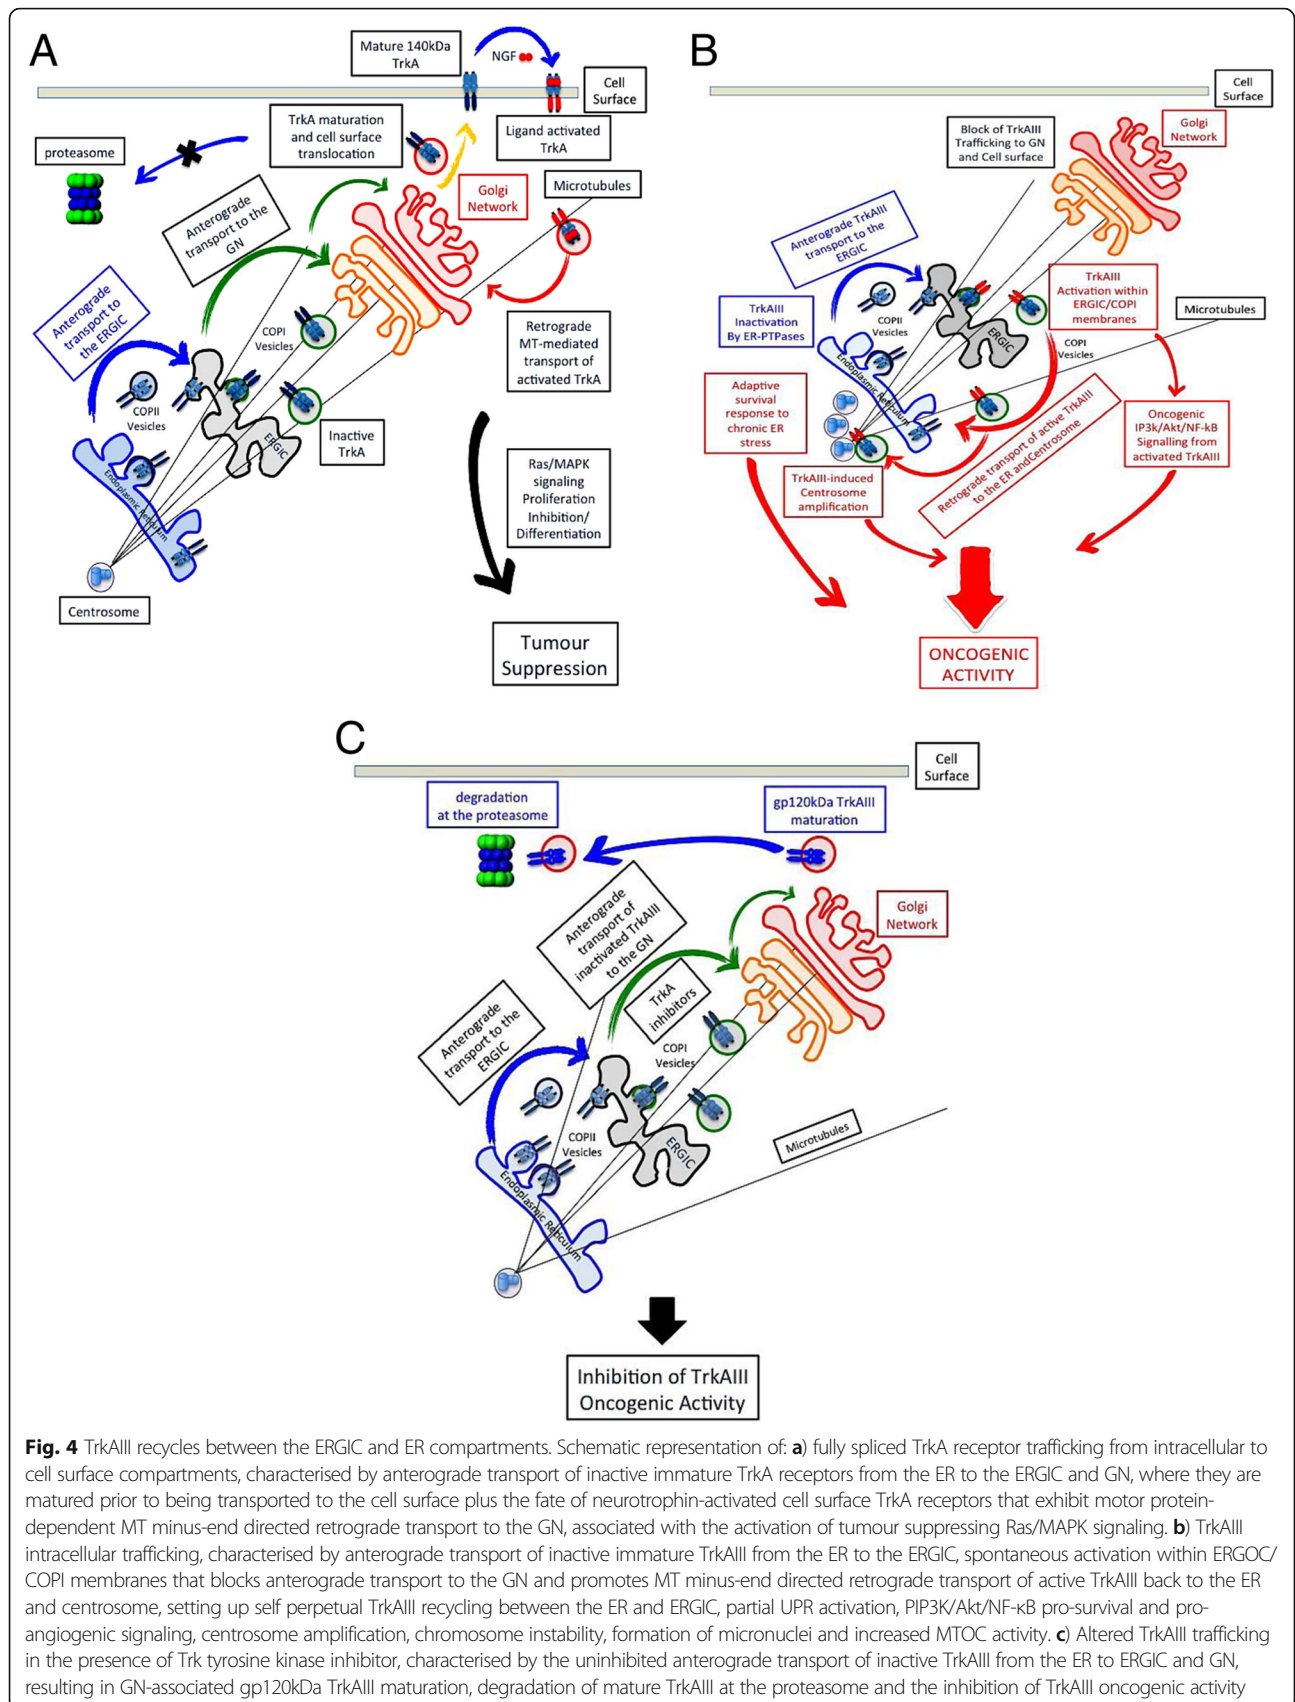 A
Mature 140kDa
TrkA
NGF
Cell
Surface
TrkA maturation
and cell surface
translocation
Ligand activated
TrkA
proteasome
Golgi
Network
Microtubules
Anterograde
transport to the
GN
Anterograde
transport to
the ERGIC
COPI
Vesicles
Retrograde
MT-mediated
transport of
activated TrkA
COPII
Vesicles
ERGIC
Inactive
TrkA
Endoplasmic Reticulum
Ras/MAPK
signaling
Proliferation
Inhibition/
Differentiation
Centrosome
Tumour
Suppression
B
Cell
Surface
Block of TrkAIII
Trafficking to GN
and Cell surface
Golgi
Network
Anterograde TrkAIII
transport to the
ERGIC
TrkAIII
Activation within
ERGIC/COPI
membranes
TrkAIII
Inactivation
By ER-PTPases
COPII
Vesicles
ERGIC
Microtubules
COPI
Vesicles
Endoplasmic Reticulum
Adaptive
survival
response to
chronic ER
stress
Oncogenic
IP3k/Akt/NF-kB
Signalling from
activated TrkAIII
TrkAIII-induced
Centrosome
amplification
Retrograde transport of active TrkAIII
to the ER andCentrosome
ONCOGENIC
ACTIVITY
C
Cell
Surface
degradation
at the proteasome
gp120kDa TrkAIII
maturation
Anterograde
transport of
inactivated TrkAIII
to the GN
Golgi
Network
TrkA
inhibitors
Anterograde
transport to the
ERGIC
COPI
Vesicles
COPII
Vesicles
ERGIC
Microtubules
Endoplasmic Reticulum
Inhibition of TrkAIII
Oncogenic Activity
Fig. 4 TrkAIII recycles between the ERGIC and ER compartments. Schematic representation of: a) fully spliced TrkA receptor trafficking from intracellular to
cell surface compartments, characterised by anterograde transport of inactive immature TrkA receptors from the ER to the ERGIC and GN, where they are
matured prior to being transported to the cell surface plus the fate of neurotrophin-activated cell surface TrkA receptors that exhibit motor protein-
dependent MT minus-end directed retrograde transport to the GN, associated with the activation of tumour suppressing Ras/MAPK signaling. b) TrkAIII
intracellular trafficking, characterised by anterograde transport of inactive immature TrkAIII from the ER to the ERGIC, spontaneous activation within ERGOC/
COPI membranes that blocks anterograde transport to the GN and promotes MT minus-end directed retrograde transport of active TrkAIII back to the ER
and centrosome, setting up self perpetual TrkAIII recycling between the ER and ERGIC, partial UPR activation, PIP3K/Akt/NF-κB pro-survival and pro-
angiogenic signaling, centrosome amplification, chromosome instability, formation of micronuclei and increased MTOC activity. c) Altered TrkAIII trafficking
in the presence of Trk tyrosine kinase inhibitor, characterised by the uninhibited anterograde transport of inactive TrkAIII from the ER to ERGIC and GN,
resulting in GN-associated gp120kDa TrkAIII maturation, degradation of mature TrkAIII at the proteasome and the inhibition of TrkAIII oncogenic activity